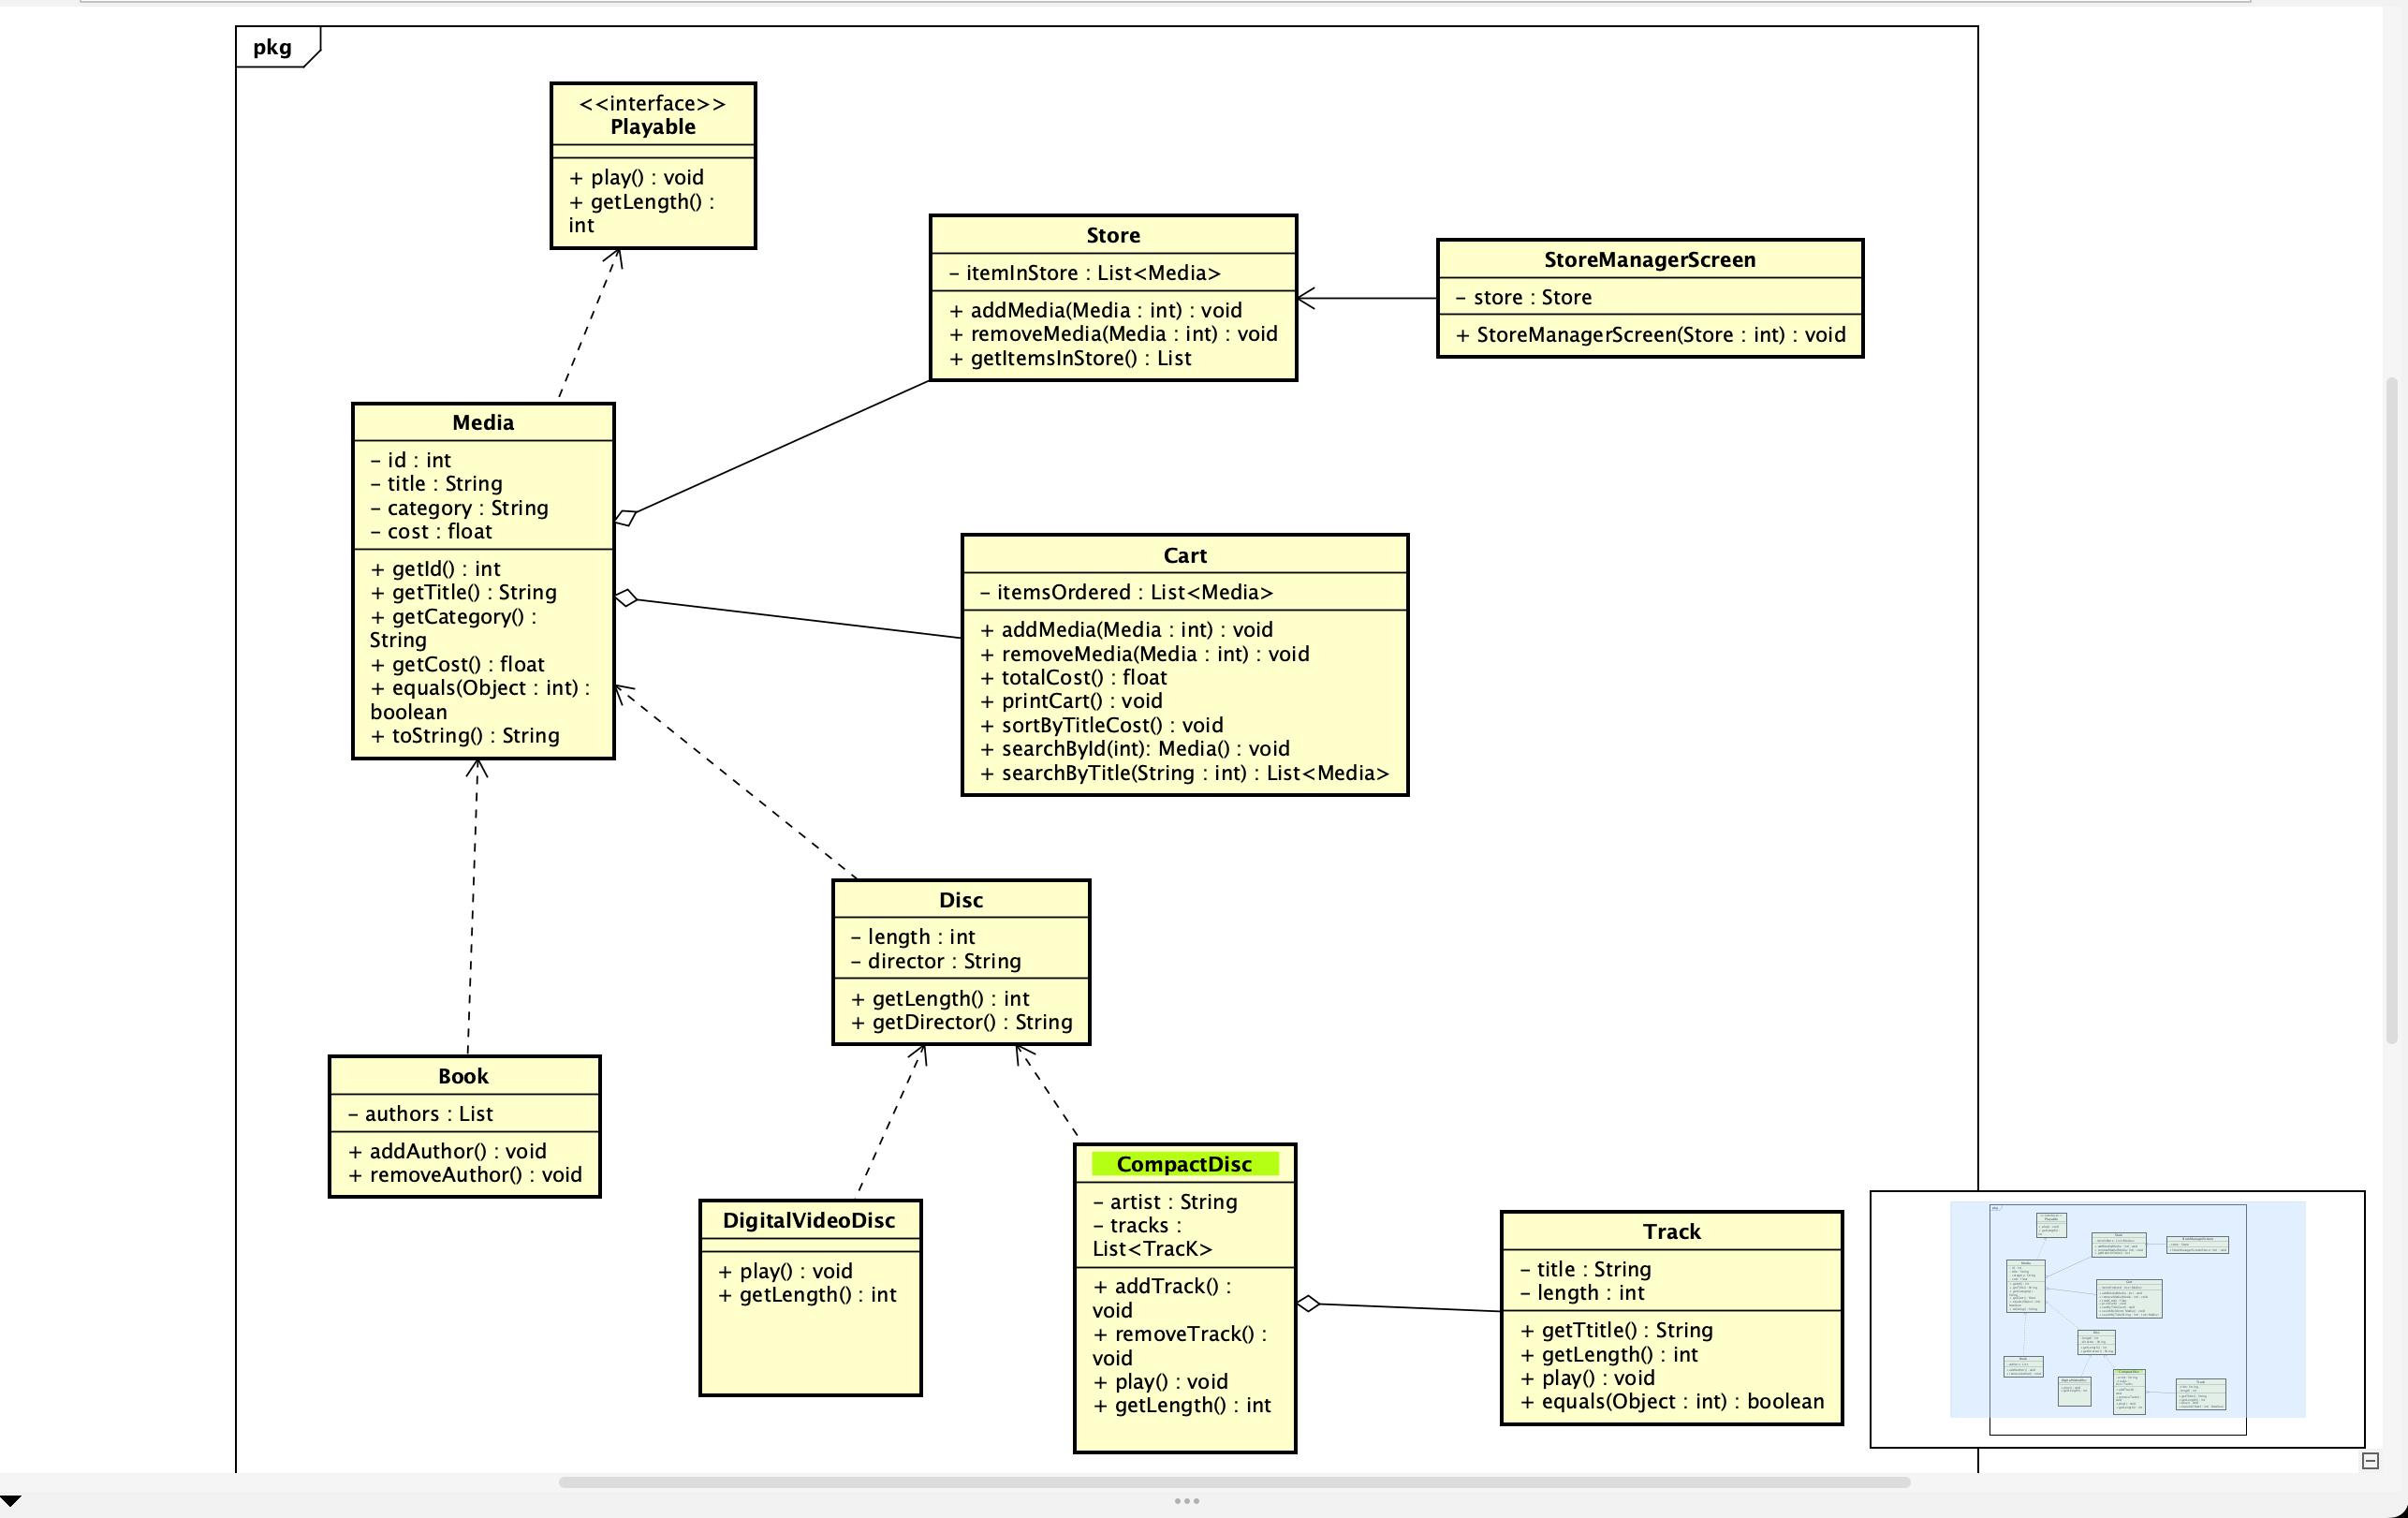 pkg
<<interface>>
Playable
+ play() : void
+ getLength() :
int
Store
- itemInStore : List<Media>
+ addMedia(Media : int) : void
+ removeMedia(Media : int) : void
+ getItemsInStore() : List
StoreManagerScreen
- store : Store
+ StoreManagerScreen(Store : int) : void
Media
- id : int
- title : String
- category : String
- cost : float
+ getId() : int
+ getTitle() : String
+ getCategory() :
String
+ getCost() : float
+ equals(Object : int) :
boolean
+ toString() : String
Cart
- itemsOrdered : List<Media>
+ addMedia(Media : int) : void
+ removeMedia(Media : int) : void
+ totalCost() : float
+ printCart() : void
+ sortByTitleCost() : void
+ searchById(int): Media() : void
+ searchByTitle(String : int) : List<Media>
Disc
- length : int
- director : String
+ getLength() : int
+ getDirector() : String
Book
- authors : List
+ addAuthor() : void
+ removeAuthor() : void
DigitalVideoDisc
+ play() : void
+ getLength() : int
CompactDisc
- artist : String
- tracks :
List<TracK>
+ addTrack() :
void
+ removeTrack() :
void
+ play() : void
+ getLength() : int
Track
- title : String
- length : int
+ getTtitle() : String
+ getLength() : int
+ play() : void
+ equals(Object : int) : boolean